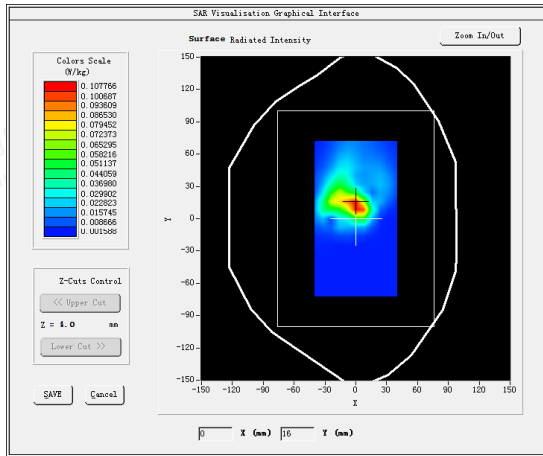 SAR Visualisation Graphical Interface
Surface Radiated Intensity
Zoom In/Out
Colors Scale
(W/kg)
0.107766
0.100687
0.093609
0.086530
0.079452
0.072373
0.065295
0.058216
0.051137
0.044059
0.036980
0.029902
0.022823
0.015745
0.008666
0.001588
Z-Cuts Control
<< Upper Cut
Z = 4.0 mm
Lower Cut >>
SAVE
Cancel
150
120
90
60
30
0
-30
-60
-90
-120
-150
Y
-150 -120 -90 -60 -30 0 30 60 90 120 150
X
0 X (mm) 16 Y (mm)